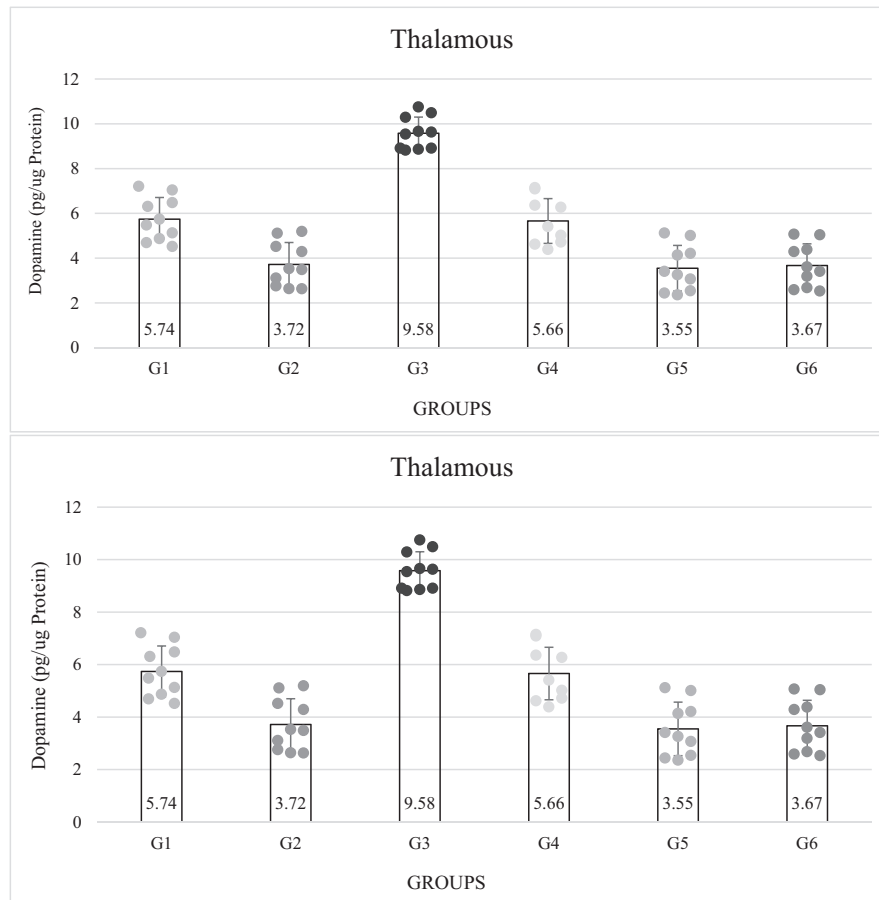 Thalamous
Dopamine (pg/ug Protein)
12
10
8
6
4
2
0
5.74 3.72 9.58 5.66 3.55 3.67
G1 G2 G3 G4 G5 G6
GROUPS
Thalamous
Dopamine (pg/ug Protein)
12
10
8
6
4
2
0
5.74 3.72 9.58 5.66 3.55 3.67
G1 G2 G3 G4 G5 G6
GROUPS